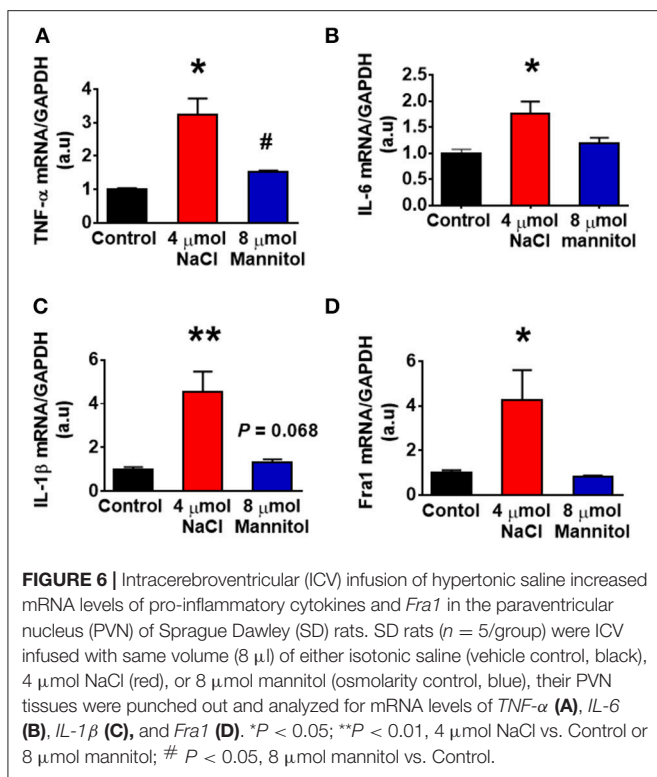 A
*
#
TNF-α mRNA/GAPDH
(a.u)
4
3
2
1
0
Control
4 μmol
NaCl
8 μmol
Mannitol
B
*
IL-6 mRNA/GAPDH
(a.u)
2.5
2.0
1.5
1.0
0.5
0.0
Control
4 μmol
NaCl
8 μmol
mannitol
C
**
P = 0.068
IL-1β mRNA/GAPDH
(a.u)
6
4
2
0
Control
4 μmol
NaCl
8 μmol
Mannitol
D
*
Fra1 mRNA/GAPDH
(a.u)
6
4
2
0
Contol
4 μmol
NaCl
8 μmol
Mannitol
FIGURE 6 | Intracerebroventricular (ICV) infusion of hypertonic saline increased
mRNA levels of pro-inflammatory cytokines and Fra1 in the paraventricular
nucleus (PVN) of Sprague Dawley (SD) rats. SD rats (n = 5/group) were ICV
infused with same volume (8 μl) of either isotonic saline (vehicle control, black),
4 μmol NaCl (red), or 8 μmol mannitol (osmolarity control, blue), their PVN
tissues were punched out and analyzed for mRNA levels of TNF-α (A), IL-6
(B), IL-1β (C), and Fra1 (D). *P < 0.05; **P < 0.01, 4 μmol NaCl vs. Control or
8 μmol mannitol; # P < 0.05, 8 μmol mannitol vs. Control.